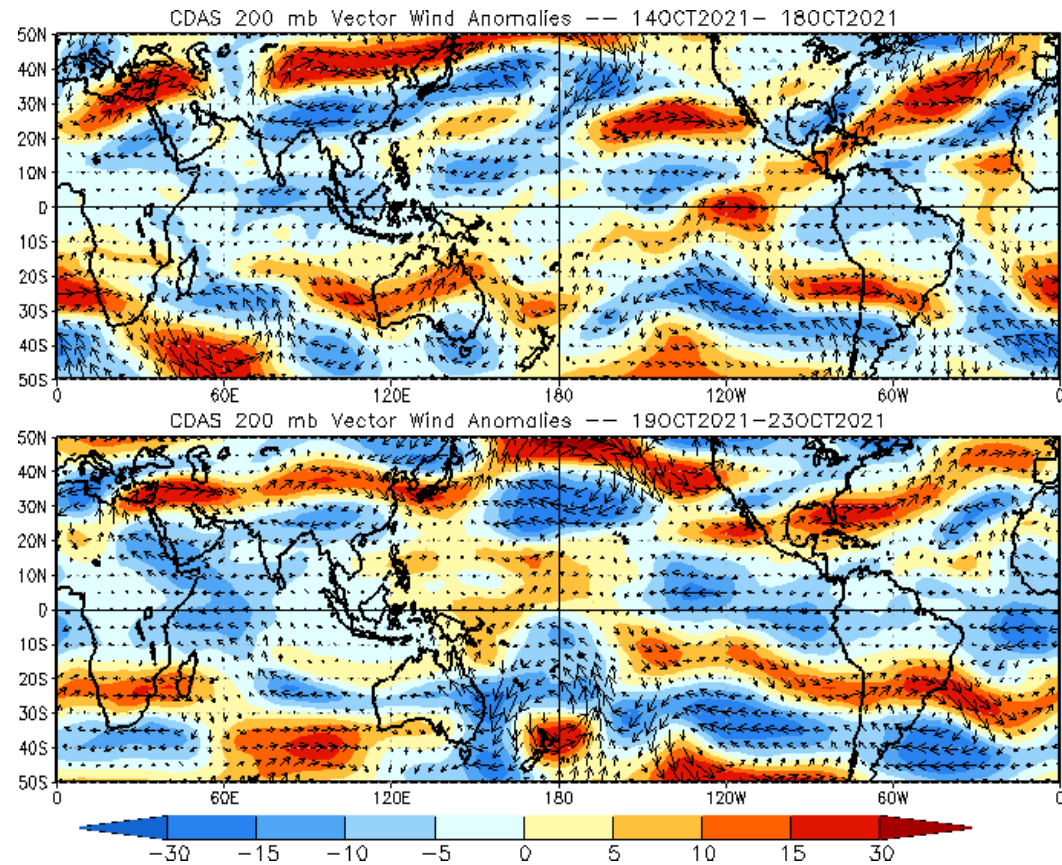 CDAS 200 mb Vector Wind Anomalies -- 14OCT2021- 18OCT2021
50N
40N
30N
20N
10N
0
10S
20S
30S
40S
50S
0 60E 120E 180 120W 60W 0
CDAS 200 mb Vector Wind Anomalies -- 19OCT2021-23OCT2021
50N
40N
30N
20N
10N
0
10S
20S
30S
40S
50S
0 60E 120E 180 120W 60W 0
-30 -15 -10 -5 0 5 10 15 30